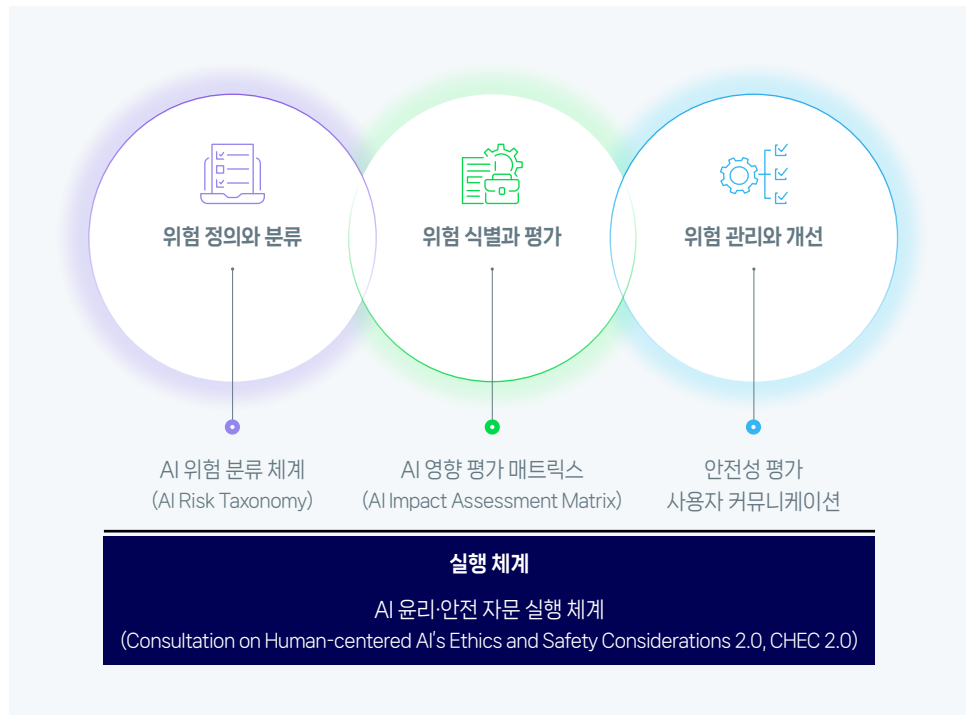 위험 정의와 분류
위험 식별과 평가
위험 관리와 개선
AI 위험 분류 체계
(AI Risk Taxonomy)
AI 영향 평가 매트릭스
(AI Impact Assessment Matrix)
안전성 평가
사용자 커뮤니케이션
실행 체계
AI 윤리·안전 자문 실행 체계
(Consultation on Human-centered AI's Ethics and Safety Considerations 2.0, CHEC 2.0)